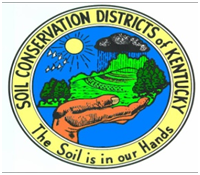 SOIL CONSERVATION DISTRICTS of KENTUCKY
The Soil is in our Hands